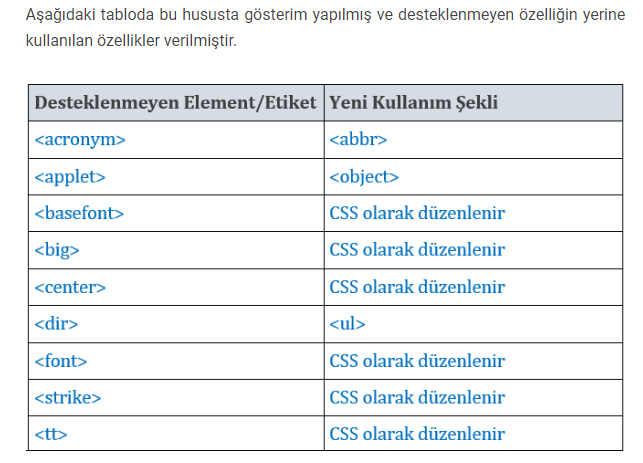 Aşağıdaki tabloda bu hususta gösterim yapılmış ve desteklenmeyen özelliğin yerine
kullanılan özellikler verilmiştir.
Desteklenmeyen Element/Etiket Yeni Kullanım Şekli
<acronym> <abbr>
<applet> <object>
<basefont> CSS olarak düzenlenir
<big> CSS olarak düzenlenir
<center> CSS olarak düzenlenir
<dir> <ul>
<font> CSS olarak düzenlenir
<strike> CSS olarak düzenlenir
<tt> CSS olarak düzenlenir